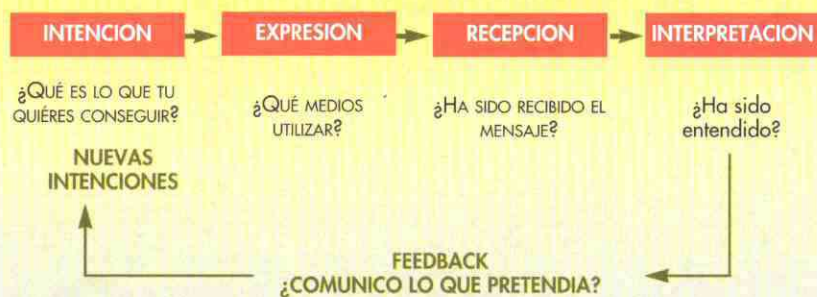 INTENCION
EXPRESION
RECEPCION
INTERPRETACION
¿QUÉ ES LO QUE TU
QUIÉRES CONSEGUIR?
¿QUÉ MEDIOS
UTILIZAR?
¿HA SIDO RECIBIDO EL
MENSAJE?
¿Ha sido
entendido?
NUEVAS
INTENCIONES
FEEDBACK
¿COMUNICO LO QUE PRETENDIA?